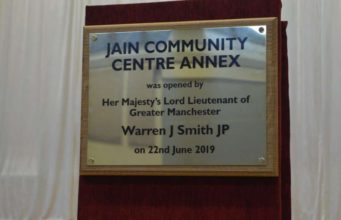 JAIN COMMUNITY
CENTRE ANNEX
was opened by
Her Majesty's Lord Lieutenant of
Greater Manchester
Warren J Smith JP
on 22nd June 2019